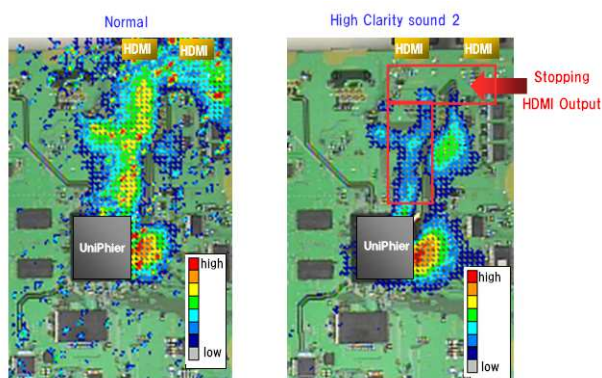 Normal
High Clarity sound 2
HDMI
HDMI
HDMI
HDMI
Stopping
HDMI Output
UniPhier
UniPhier
high
low
high
low